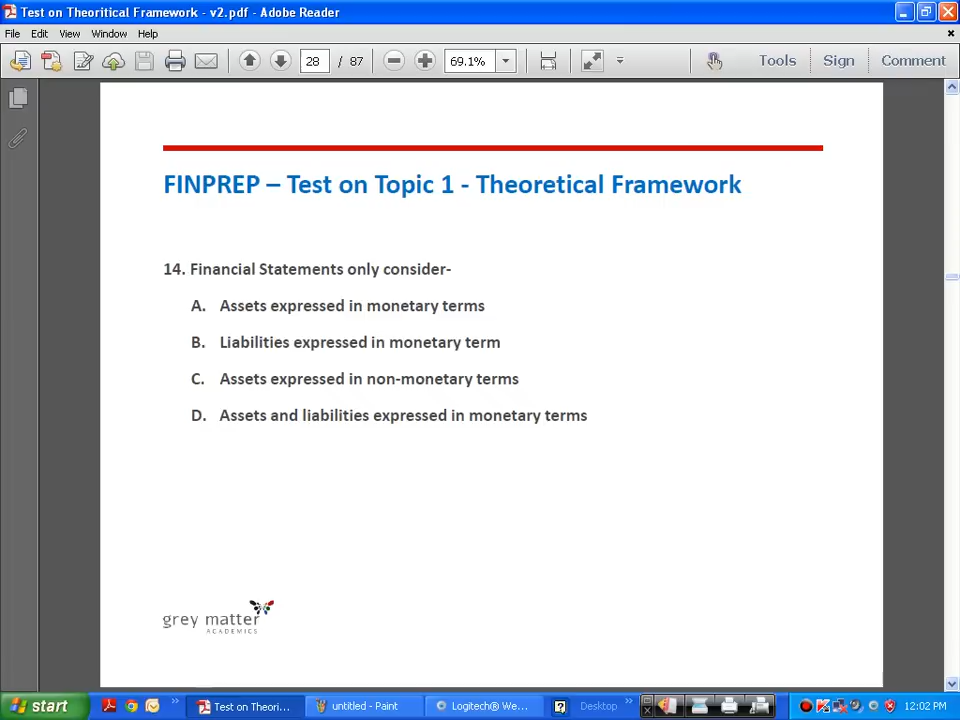 Test on Theoritical Framework - v2.pdf - Adobe Reader
File Edit View Window Help
28 / 87 69.1% Tools Sign Comment
FINPREP – Test on Topic 1 - Theoretical Framework
14. Financial Statements only consider-
A. Assets expressed in monetary terms
B. Liabilities expressed in monetary term
C. Assets expressed in non-monetary terms
D. Assets and liabilities expressed in monetary terms
grey matter
ACADEMICS
start Test on Theori... untitled - Paint Logitech® We... Desktop 12:02 PM